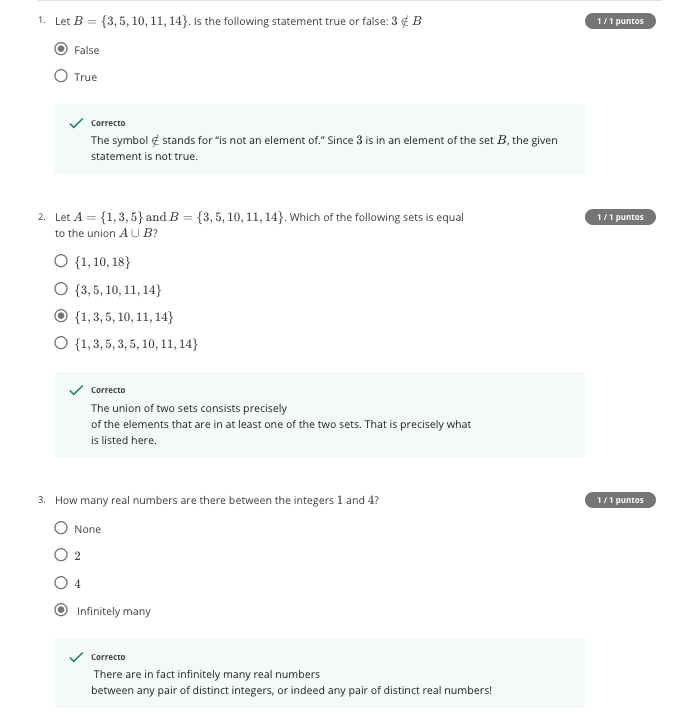 1. Let B = {3, 5, 10, 11, 14}. Is the following statement true or false: 3 ∉ B
1 / 1 puntos
False
True
Correcto
The symbol ∉ stands for “is not an element of.” Since 3 is in an element of the set B, the given
statement is not true.
2. Let A = {1, 3, 5} and B = {3, 5, 10, 11, 14}. Which of the following sets is equal
to the union A ∪ B?
1 / 1 puntos
{1, 10, 18}
{3, 5, 10, 11, 14}
{1, 3, 5, 10, 11, 14}
{1, 3, 5, 3, 5, 10, 11, 14}
Correcto
The union of two sets consists precisely
of the elements that are in at least one of the two sets. That is precisely what
is listed here.
3. How many real numbers are there between the integers 1 and 4?
1 / 1 puntos
None
2
4
Infinitely many
Correcto
There are in fact infinitely many real numbers
between any pair of distinct integers, or indeed any pair of distinct real numbers!